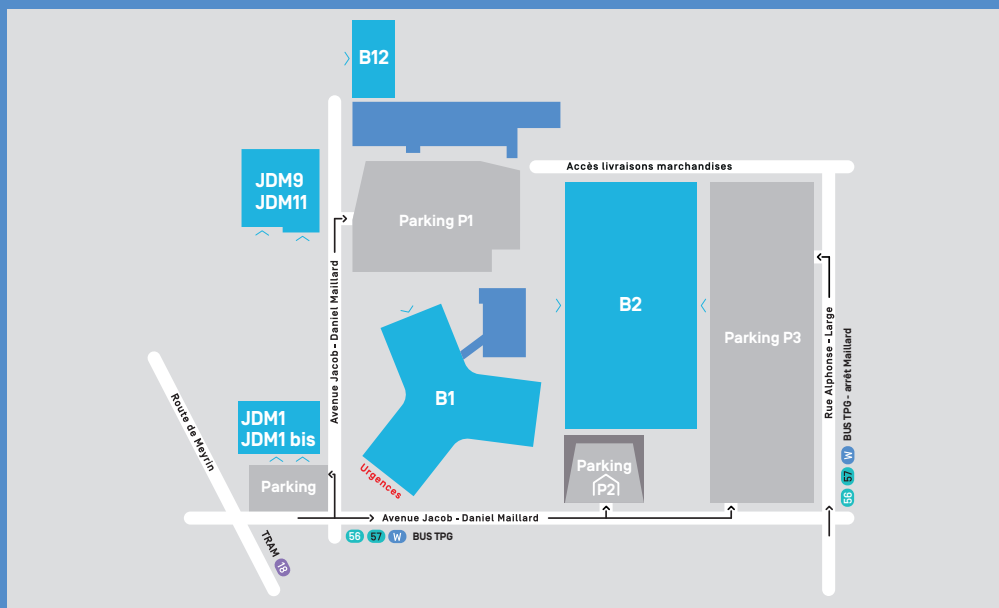 B12
Accès livraisons marchandises
JDM9
JDM11
Parking P1
Avenue Jacob - Daniel Maillard
B2
Parking P3
Rue Alphonse - Large
56 57 W BUS TPG - arrêt Maillard
B1
Urgences
Route de Meyrin
JDM1
JDM1 bis
Parking
Parking
P2
Avenue Jacob - Daniel Maillard
56 57 W BUS TPG
TRAM 18